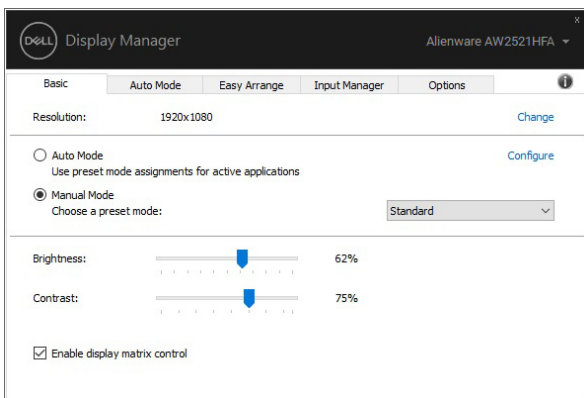 DELL Display Manager
Alienware AW2521HFA
x
Basic Auto Mode Easy Arrange Input Manager Options
Resolution: 1920x1080 Change
Auto Mode Configure
Use preset mode assignments for active applications
Manual Mode
Choose a preset mode: Standard
Brightness: 62%
Contrast: 75%
Enable display matrix control